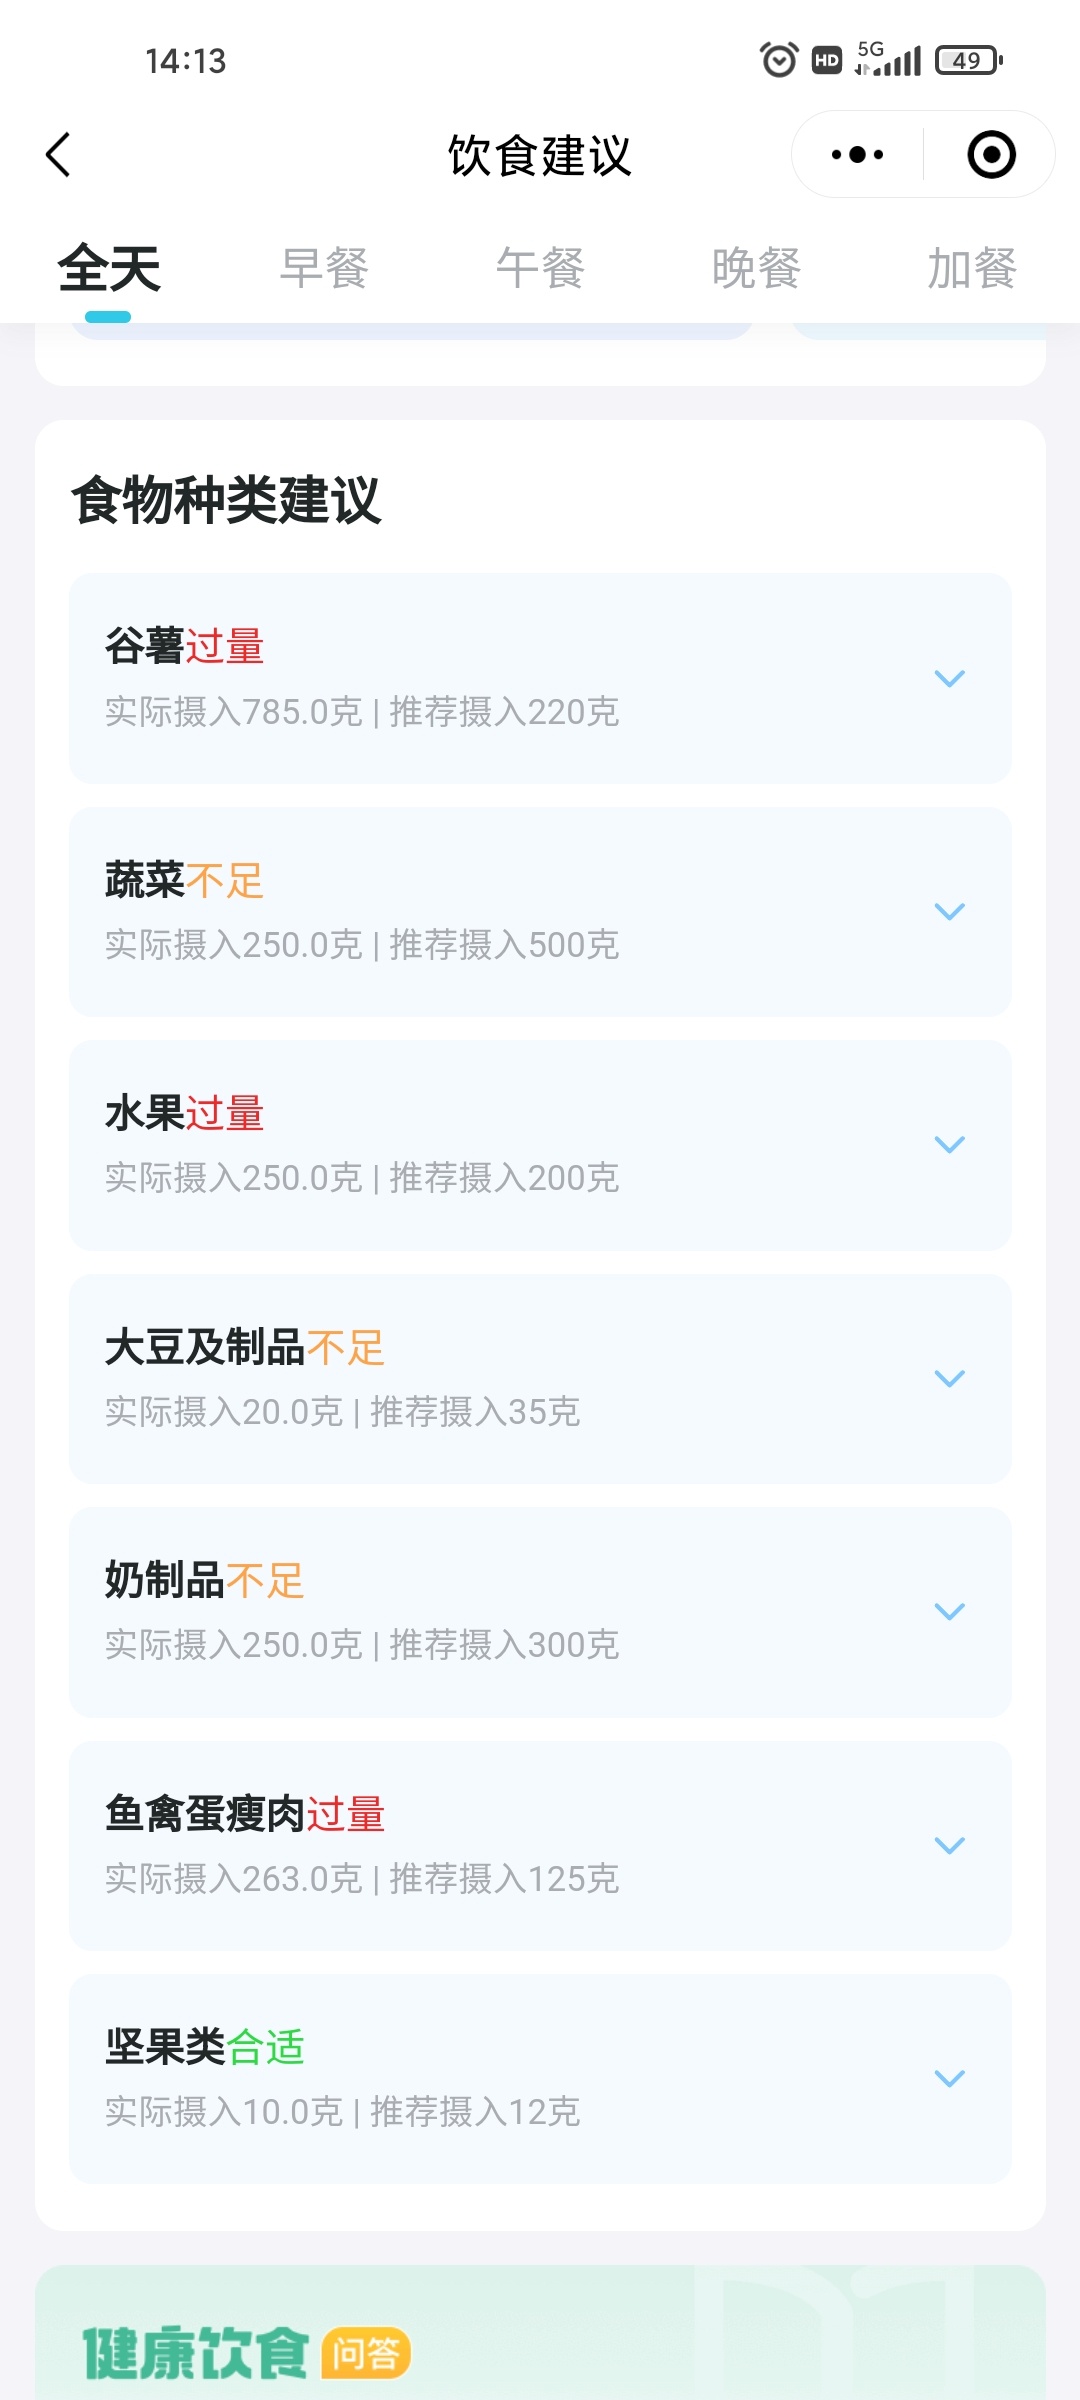 14:13
HD 5G 49
饮食建议
全天 早餐 午餐 晚餐 加餐
食物种类建议
谷薯过量
实际摄入785.0克 | 推荐摄入220克
蔬菜不足
实际摄入250.0克 | 推荐摄入500克
水果过量
实际摄入250.0克 | 推荐摄入200克
大豆及制品不足
实际摄入20.0克 | 推荐摄入35克
奶制品不足
实际摄入250.0克 | 推荐摄入300克
鱼禽蛋瘦肉过量
实际摄入263.0克 | 推荐摄入125克
坚果类合适
实际摄入10.0克 | 推荐摄入12克
健康饮食 问答